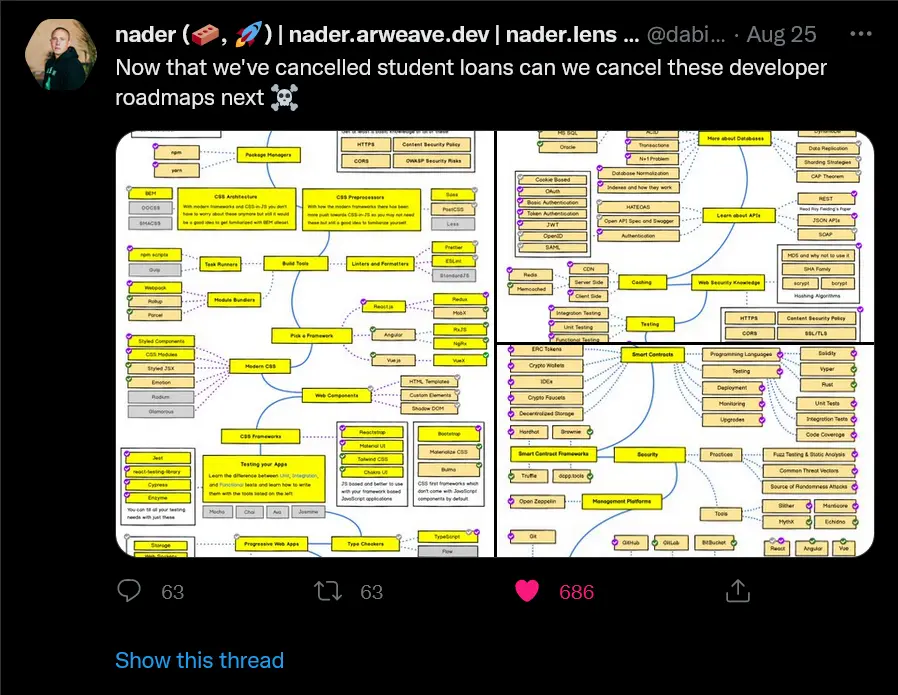 nader (🧱, 🚀) | nader.arweave.dev | nader.lens ... @dabi... · Aug 25
Now that we've cancelled student loans can we cancel these developer
roadmaps next ☠️
npm
yarn
Package Managers
HTTPS
Content Security Policy
CORS
OWASP Security Risks
BEM
OOCSS
SMACSS
CSS Architecture
With modern frameworks and CSS-in-JS you don't
have to worry about these anymore but still it would
be a good idea to get familiarized with BEM atleast.
CSS Preprocessors
With how the modern frameworks there has been
more push towards CSS-in-JS so you may not need
them but still a good idea to familiarize yourself.
Sass
PostCSS
Less
npm scripts
Gulp
Task Runners
Build Tools
Linters and Formatters
Prettier
ESLint
StandardJS
Webpack
Rollup
Parcel
Module Bundlers
Pick a Framework
React.js
Angular
Vue.js
Redux
MobX
RxJS
NgRx
VueX
Styled Components
CSS Modules
Styled JSX
Emotion
Radium
Glamorous
Modern CSS
Web Components
HTML Templates
Custom Elements
Shadow DOM
CSS Frameworks
Reactstrap
Material UI
Tailwind CSS
Chakra UI
JS based and better to use
with your framework based
JavaScript applications
Bootstrap
Materialize CSS
Bulma
CSS first frameworks which
don't come with JavaScript
components by default
Jest
react-testing-library
Cypress
Enzyme
You can fill all your testing
needs with just these
Testing your Apps
Learn the difference between Unit, Integration,
and Functional tests and learn how to write
them with the tools listed on the left
Mocha
Chai
Ava
Jasmine
Storage
Web Sockets
Progressive Web Apps
Type Checkers
TypeScript
Flow
MS SQL
Oracle
ACID
Transactions
N+1 Problem
Database Normalization
Indexes and how they work
More about Databases
Data Replication
Sharding Strategies
CAP Theorem
Cookie Based
OAuth
Basic Authentication
Token Authentication
JWT
OpenID
SAML
HATEOAS
Open API Spec and Swagger
Authentication
Learn about APIs
REST
Read Roy Fielding's Paper
JSON APIs
SOAP
Redis
Memcached
CDN
Server Side
Client Side
Caching
Web Security Knowledge
MD5 and why not to use it
SHA Family
scrypt
bcrypt
Hashing Algorithms
Integration Testing
Unit Testing
Functional Testing
Testing
HTTPS
Content Security Policy
CORS
SSL/TLS
ERC Tokens
Crypto Wallets
IDEs
Crypto Faucets
Decentralized Storage
Smart Contracts
Programming Languages
Testing
Deployment
Monitoring
Upgrades
Solidity
Vyper
Rust
Unit Tests
Integration Tests
Code Coverage
Hardhat
Brownie
Smart Contract Frameworks
Truffle
dapp.tools
Security
Practices
Fuzz Testing & Static Analysis
Common Threat Vectors
Source of Randomness Attacks
Tools
Slither
Manticore
MythX
Echidna
Open Zeppelin
Management Platforms
Git
GitHub
GitLab
BitBucket
React
Angular
Vue
63
63
686
Show this thread